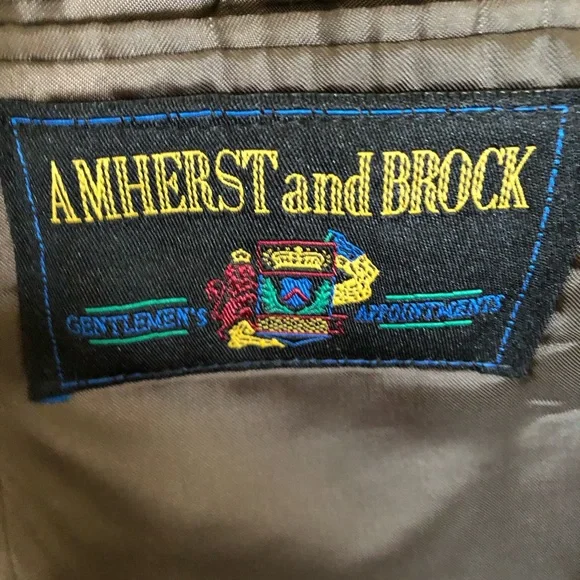 AMHERST and BROCK
GENTLEMEN'S APPOINTMENTS